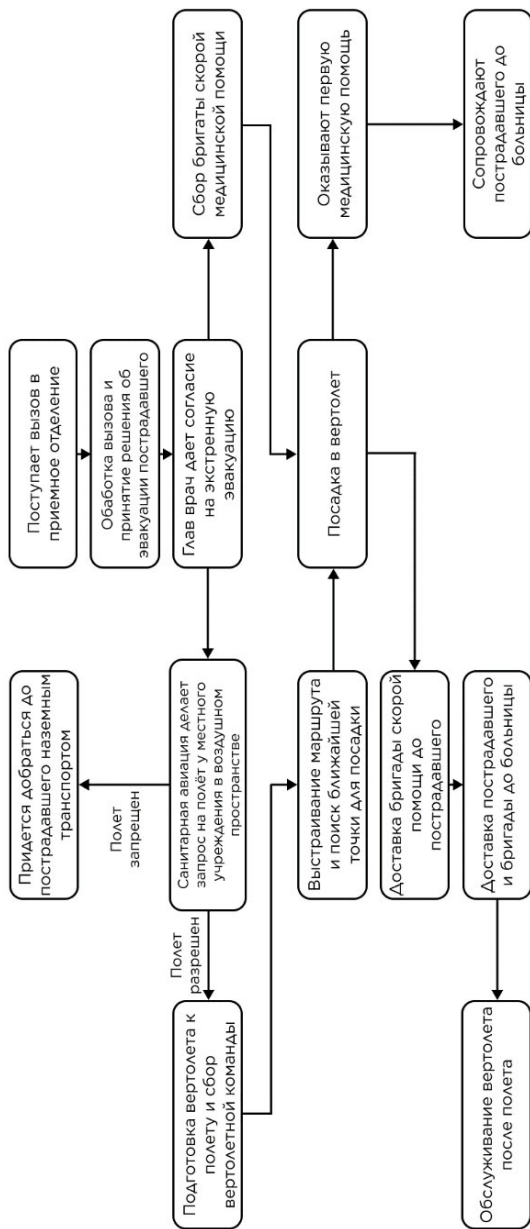 Поступает вызов в
приемное отделение
Обаботка вызова и
принятие решения об
эвакуации пострадавшего
Глав врач дает согласие
на экстренную
эвакуацию
Сбор бригаты скорой
медицинской помощи
Придется добраться до
пострадавшего наземным
транспортом
Полет
запрещен
Санитарная авиация делает
запрос на полёт у местного
учреждения в воздушном
пространстве
Полет
разрешен
Подготовка вертолета к
полету и сбор
вертолетной команды
Выстраивание маршрута
и поиск ближайшей
точки для посадки
Посадка в вертолет
Оказывают первую
медицинскую помощь
Сопровождают
пострадавшего до
больницы
Доставка бригады скорой
помощи до
пострадавшего
Доставка пострадавшего
и бригады до больницы
Обслуживание вертолета
после полета